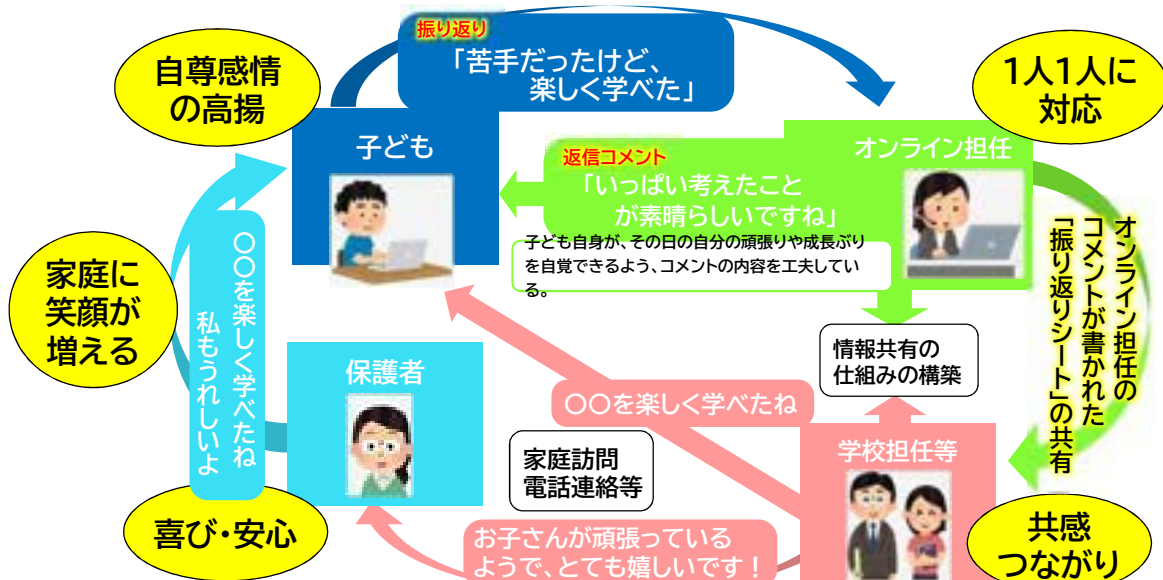 振り返り
「苦手だったけど、
楽しく学べた」
自尊感情
の高揚
1人1人に
対応
子ども
オンライン担任
返信コメント
「いっぱい考えたこと
が素晴らしいですね」
子ども自身が、その日の自分の頑張りや成長ぶり
を自覚できるよう、コメントの内容を工夫してい
る。
オンライン担任の
コメントが書かれた
「振り返りシート」の共有
家庭に
笑顔が
増える
〇〇を楽しく学べたね
私もうれしいよ
保護者
情報共有の
仕組みの構築
〇〇を楽しく学べたね
学校担任等
家庭訪問
電話連絡等
喜び・安心
お子さんが頑張っている
ようで、とても嬉しいです！
共感
つながり